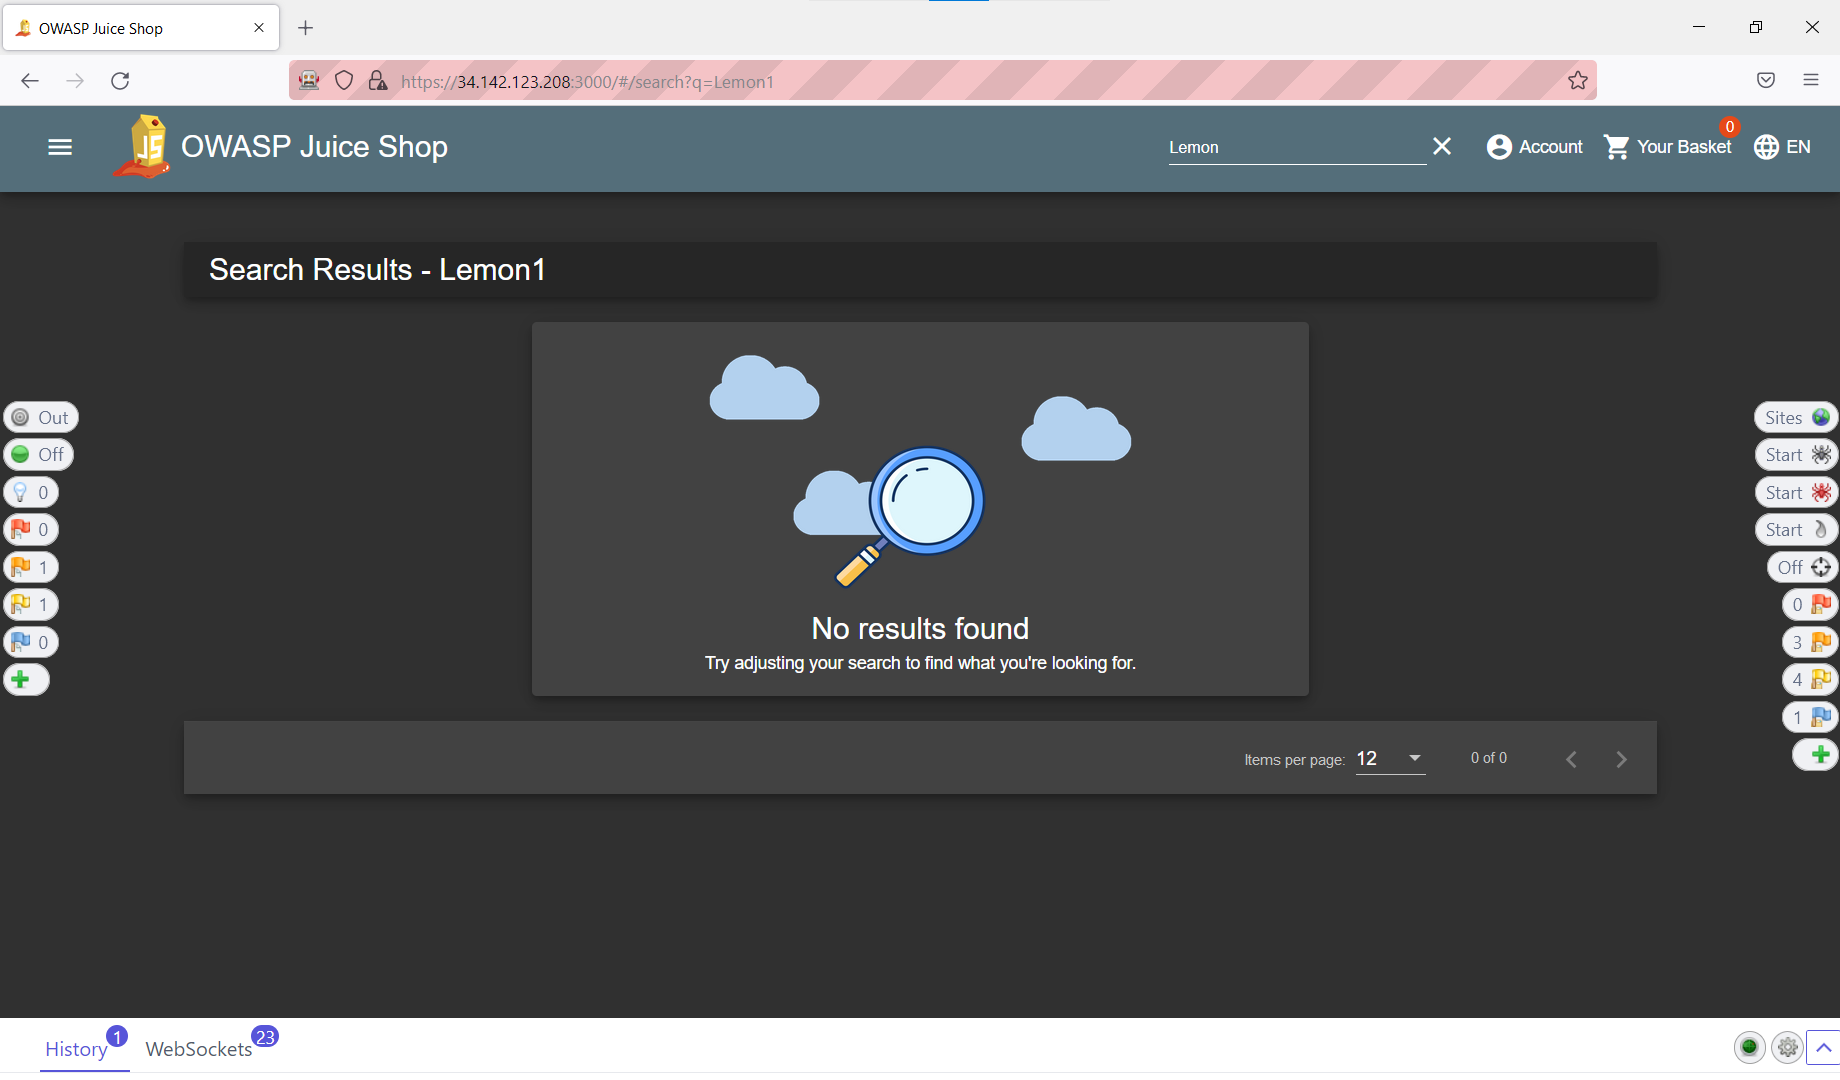 OWASP Juice Shop
https://34.142.123.208:3000/#/search?q=Lemon1
JS
OWASP Juice Shop
Lemon
Account
0
Your Basket
EN
Search Results - Lemon1
Out
Off
0
0
1
1
0
Sites
Start
Start
Start
Off
0
3
4
1
No results found
Try adjusting your search to find what you're looking for.
Items per page: 12
0 of 0
History 1
WebSockets 23